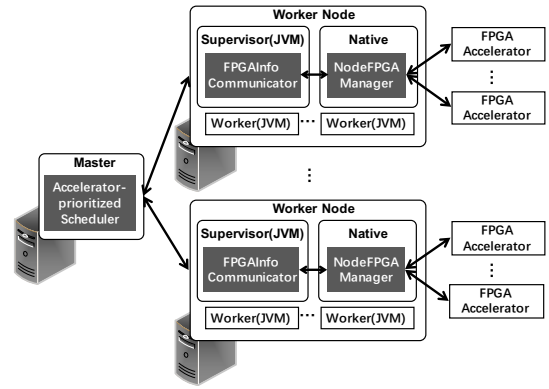 Worker Node
Supervisor(JVM)
Native
FPGAInfo
Communicator
NodeFPGA
Manager
Worker(JVM) ··· Worker(JVM)
FPGA
Accelerator
⋮
FPGA
Accelerator
Master
Accelerator-
prioritized
Scheduler
⋮
Worker Node
Supervisor(JVM)
Native
FPGAInfo
Communicator
NodeFPGA
Manager
Worker(JVM) ··· Worker(JVM)
FPGA
Accelerator
⋮
FPGA
Accelerator